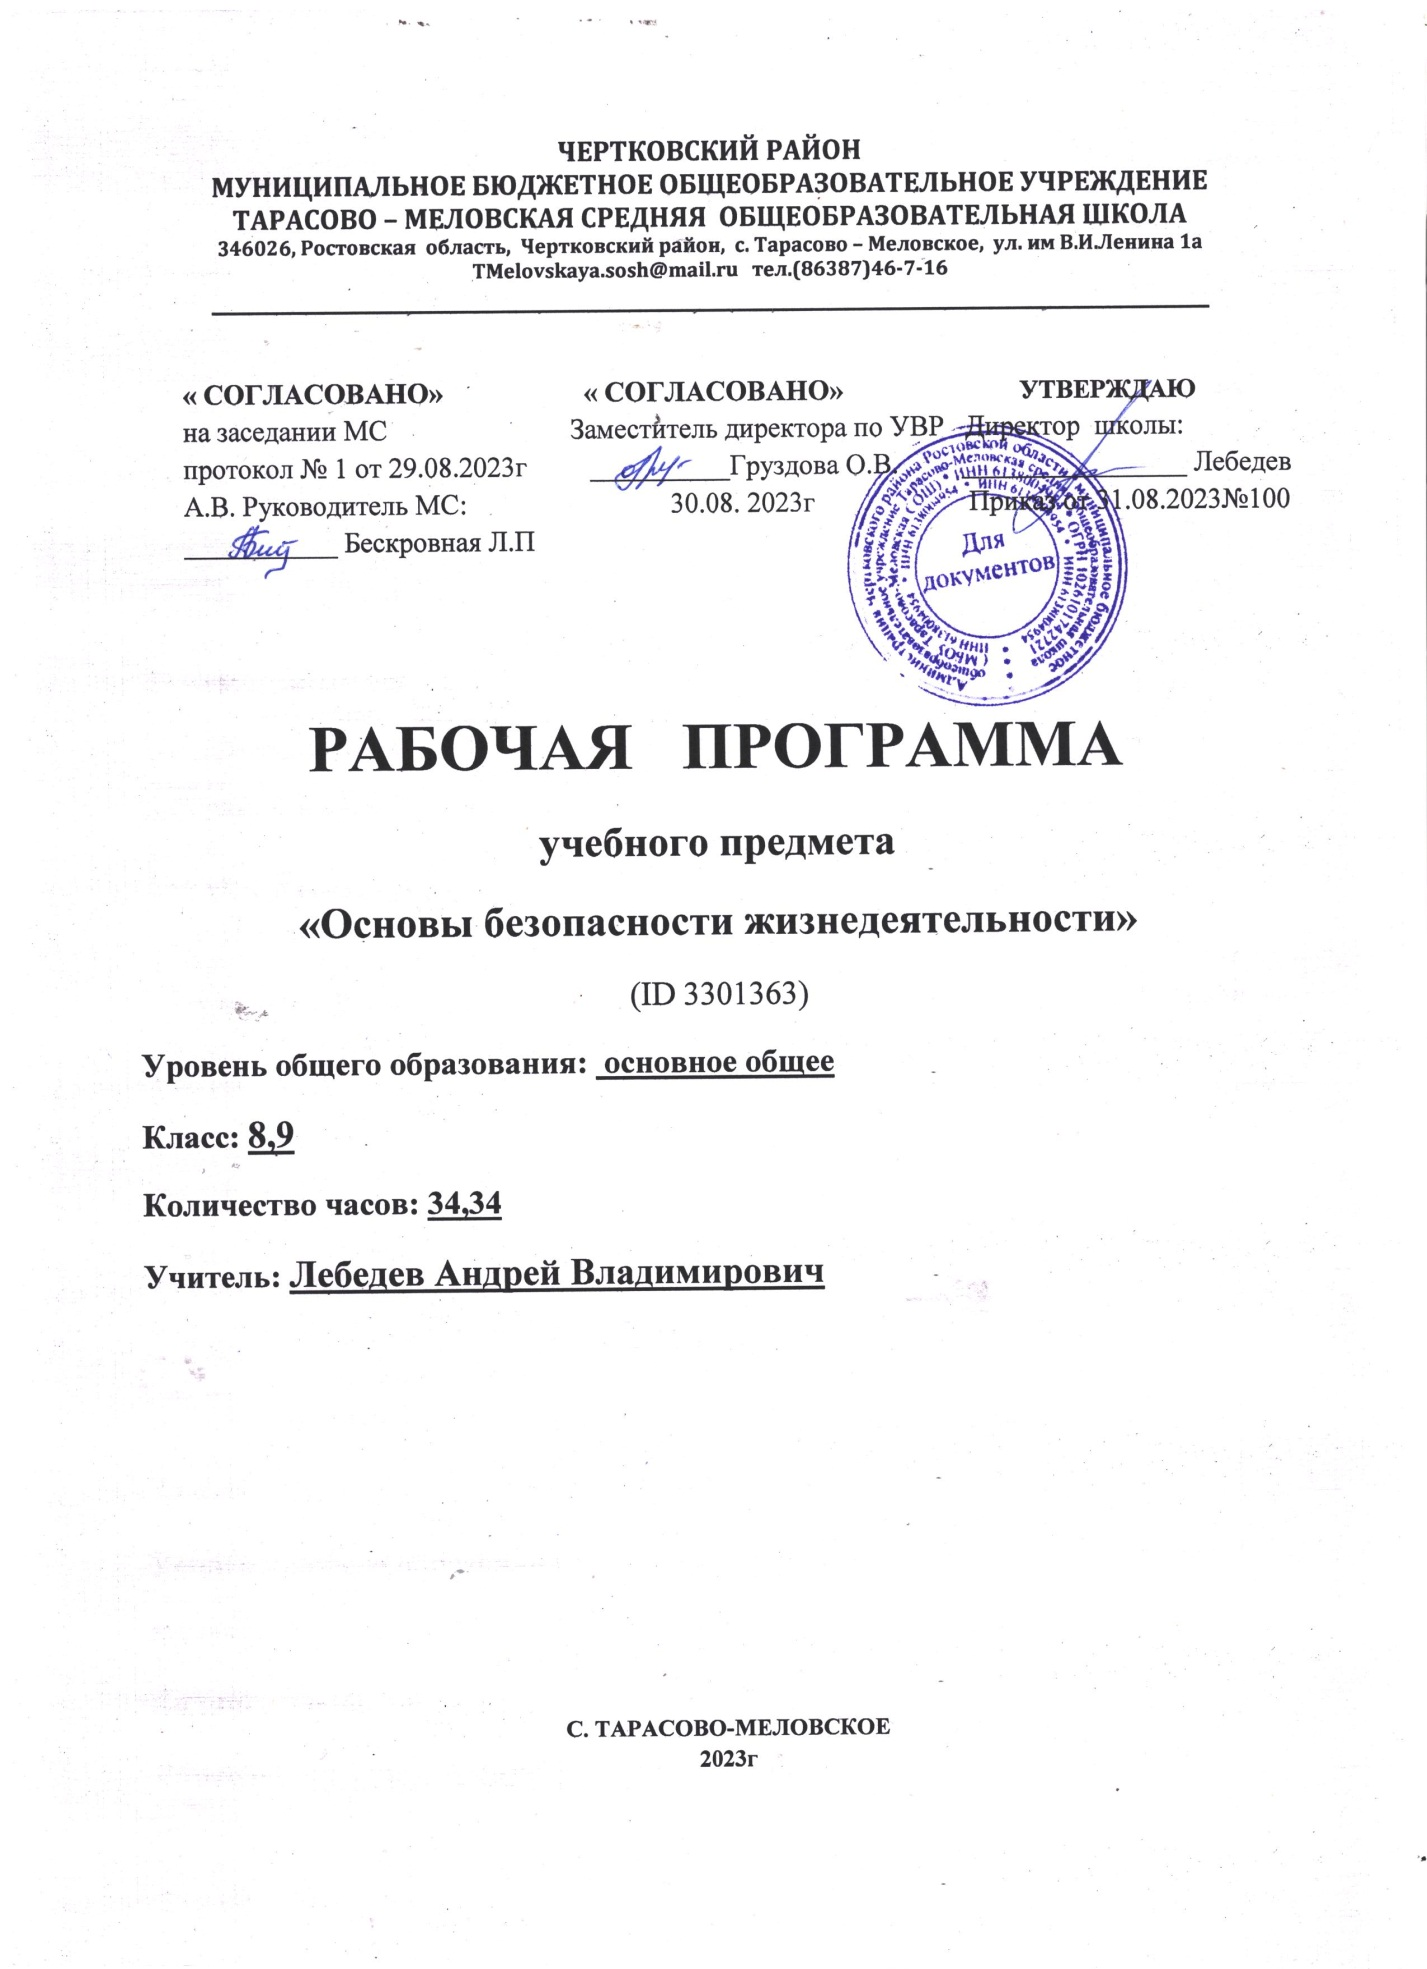 ЧЕРТКОВСКИЙ РАЙОН
МУНИЦИПАЛЬНОЕ БЮДЖЕТНОЕ ОБЩЕОБРАЗОВАТЕЛЬНОЕ УЧРЕЖДЕНИЕ
ТАРАСОВО – МЕЛОВСКАЯ СРЕДНЯЯ ОБЩЕОБРАЗОВАТЕЛЬНАЯ ШКОЛА
346026, Ростовская область, Чертковский район, с. Тарасово – Меловское, ул. им В.И.Ленина 1а
TMelovskaya.sosh@mail.ru тел.(86387)46-7-16
« СОГЛАСОВАНО» « СОГЛАСОВАНО» УТВЕРЖДАЮ
на заседании МС Заместитель директора по УВР Директор школы:
протокол № 1 от 29.08.2023г __________Груздова О.В. ________ Лебедев
А.В. Руководитель МС: 30.08. 2023г Приказ от 31.08.2023№100
___________ Бескровная Л.П
Для
документов
РАБОЧАЯ ПРОГРАММА
учебного предмета
«Основы безопасности жизнедеятельности»
(ID 3301363)
Уровень общего образования: основное общее
Класс: 8,9
Количество часов: 34,34
Учитель: Лебедев Андрей Владимирович
С. ТАРАСОВО-МЕЛОВСКОЕ
2023г